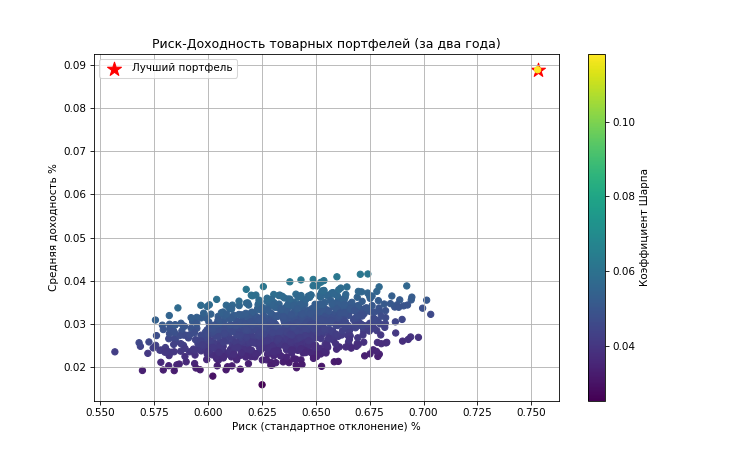 Риск-Доходность товарных портфелей (за два года)
Лучший портфель
Средняя доходность %
0.09
0.08
0.07
0.06
0.05
0.04
0.03
0.02
0.550 0.575 0.600 0.625 0.650 0.675 0.700 0.725 0.750
Риск (стандартное отклонение) %
0.10
0.08
0.06
0.04
Коэффициент Шарпа